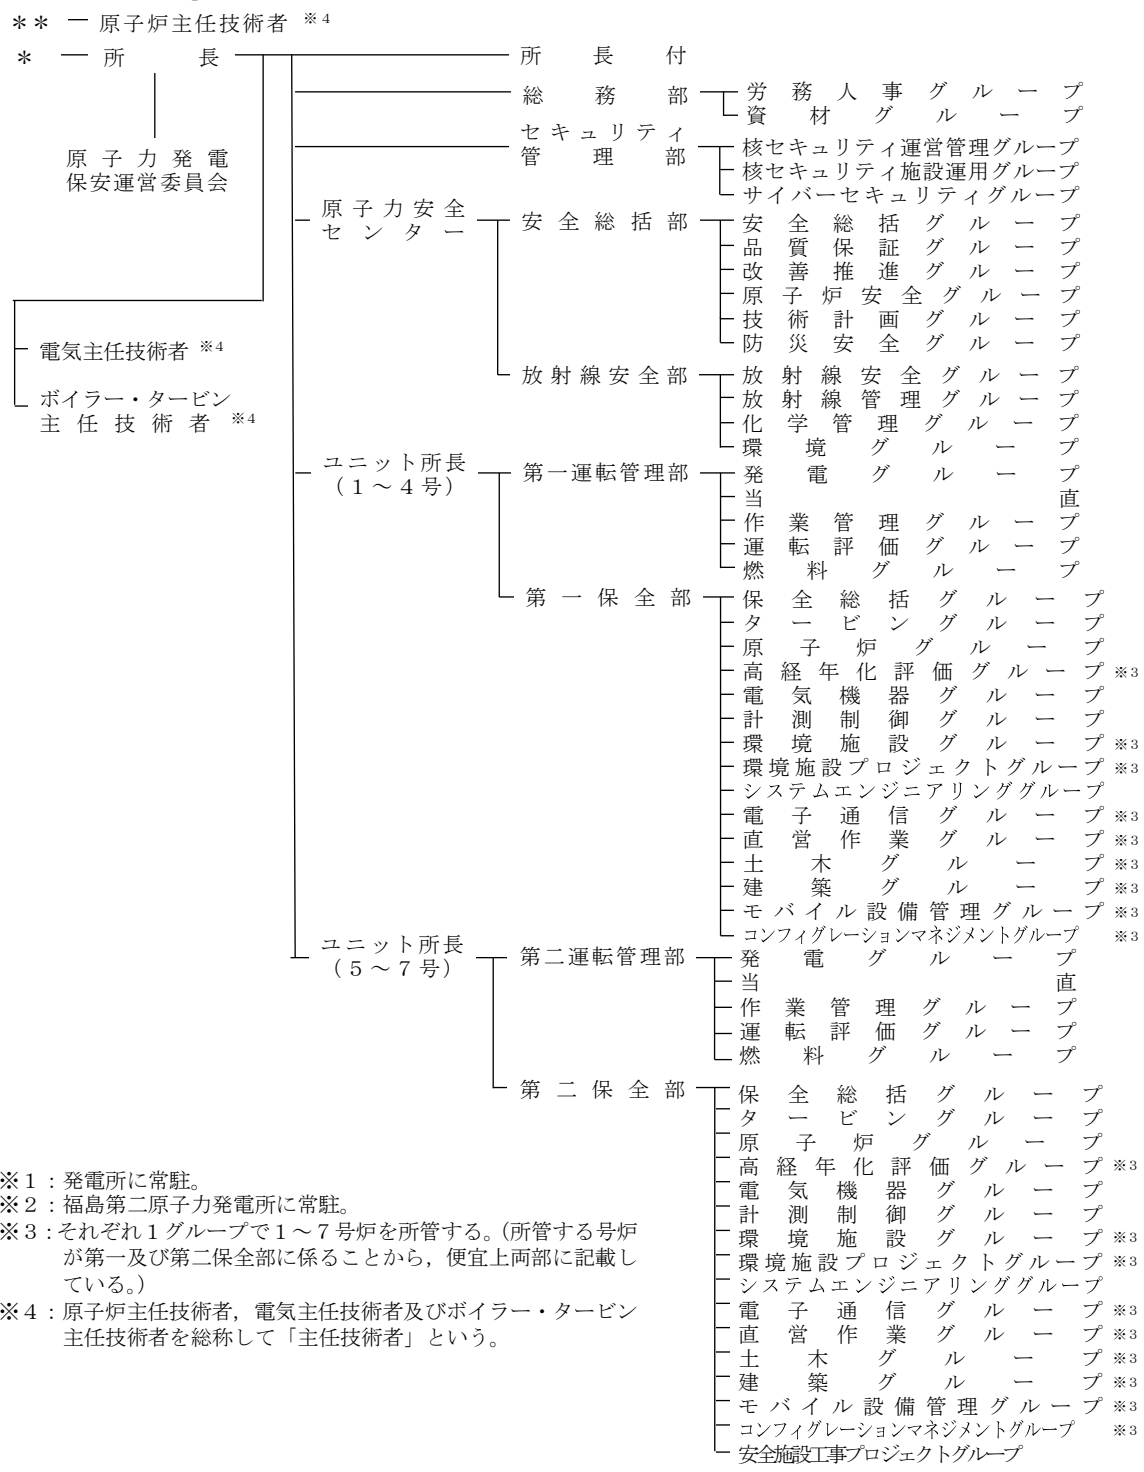 ** ー 原子炉主任技術者 ※4
* ー 所長
所長付
総務部
労務人事グループ
資材グループ
セキュリティ
管理部
核セキュリティ運営管理グループ
核セキュリティ施設運用グループ
サイバーセキュリティグループ
原子力発電
保安運営委員会
原子力安全
センター
安全総括部
安全総括グループ
品質保証グループ
改善推進グループ
原子炉安全グループ
技術計画グループ
防災安全グループ
電気主任技術者 ※4
ボイラー・タービン
主任技術者 ※4
放射線安全部
放射線安全グループ
放射線管理グループ
化学管理グループ
環境グループ
ユニット所長
(1~4号)
第一運転管理部
発電グループ
当直
作業管理グループ
運転評価グループ
燃料グループ
第一保全部
保全総括グループ
タービングループ
原子炉グループ
高経年化評価グループ※3
電気機器グループ
計測制御グループ
環境施設グループ※3
環境施設プロジェクトグループ※3
システムエンジニアリンググループ
電子通信グループ※3
直営作業グループ※3
土木グループ※3
建築グループ※3
モバイル設備管理グループ※3
コンフィグレーションマネジメントグループ ※3
ユニット所長
(5~7号)
第二運転管理部
発電グループ
当直
作業管理グループ
運転評価グループ
燃料グループ
第二保全部
保全総括グループ
タービングループ
原子炉グループ
高経年化評価グループ※3
電気機器グループ
計測制御グループ
環境施設グループ※3
環境施設プロジェクトグループ※3
システムエンジニアリンググループ
電子通信グループ※3
直営作業グループ※3
土木グループ※3
建築グループ※3
モバイル設備管理グループ※3
コンフィグレーションマネジメントグループ ※3
安全施設工事プロジェクトグループ
※1:発電所に常駐。
※2:福島第二原子力発電所に常駐。
※3:それぞれ1グループで1~7号炉を所管する。(所管する号炉
が第一及び第二保全部に係ることから,便宜上両部に記載し
ている。)
※4:原子炉主任技術者,電気主任技術者及びボイラー・タービン
主任技術者を総称して「主任技術者」という。